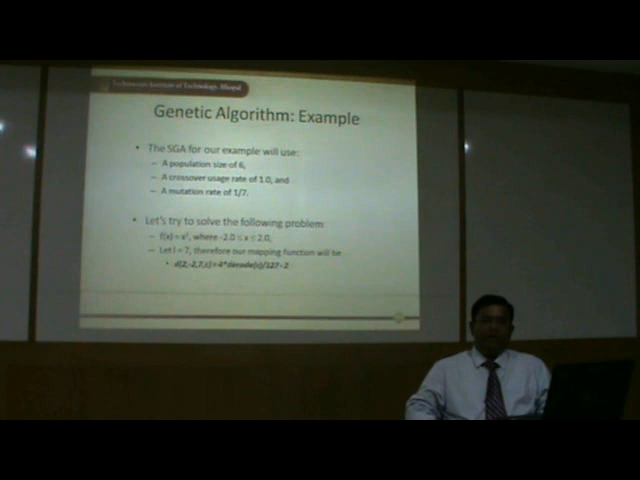 Technocrats Institute of Technology, Bhopal
Genetic Algorithm: Example
• The SGA for our example will use:
– A population size of 6,
– A crossover usage rate of 1.0, and
– A mutation rate of 1/7.
• Let's try to solve the following problem
– f(x) = x², where -2.0 ≤ x ≤ 2.0,
– Let l = 7, therefore our mapping function will be
• d(2,-2,7,c) = 4*decode(c)/127 - 2